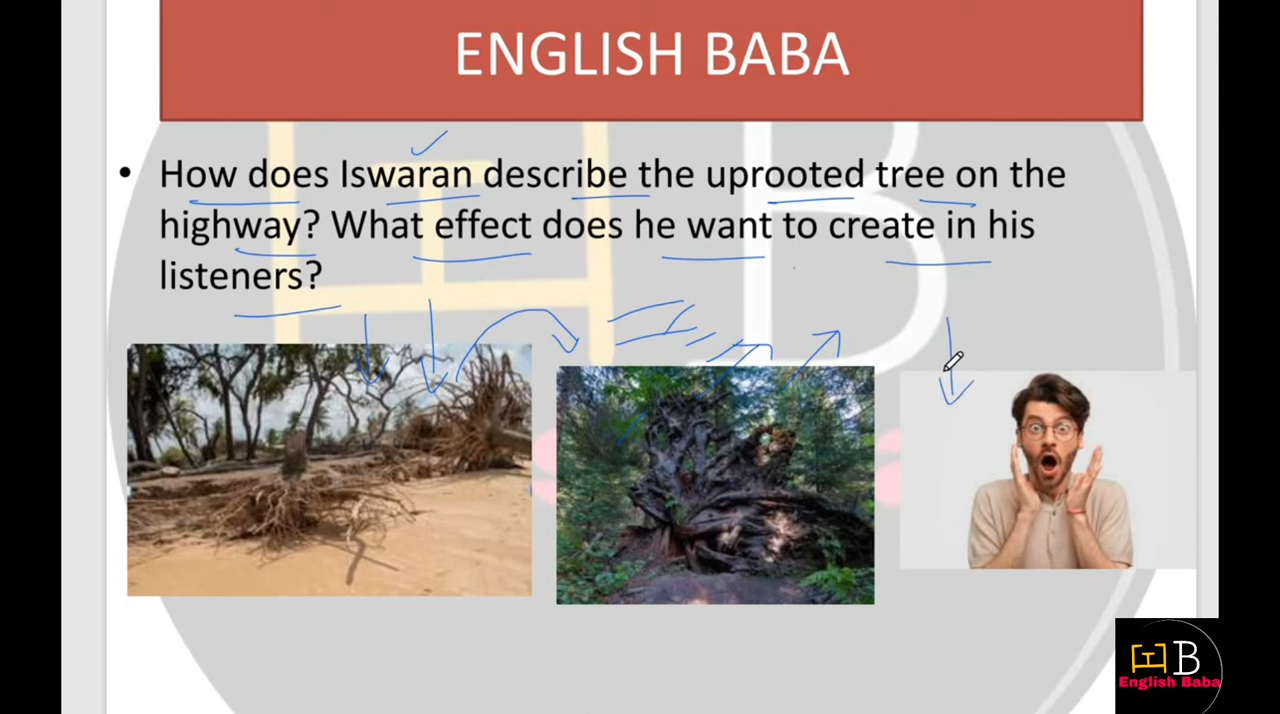 ENGLISH BABA
• How does Iswaran describe the uprooted tree on the
highway? What effect does he want to create in his
listeners?
EB
English Baba